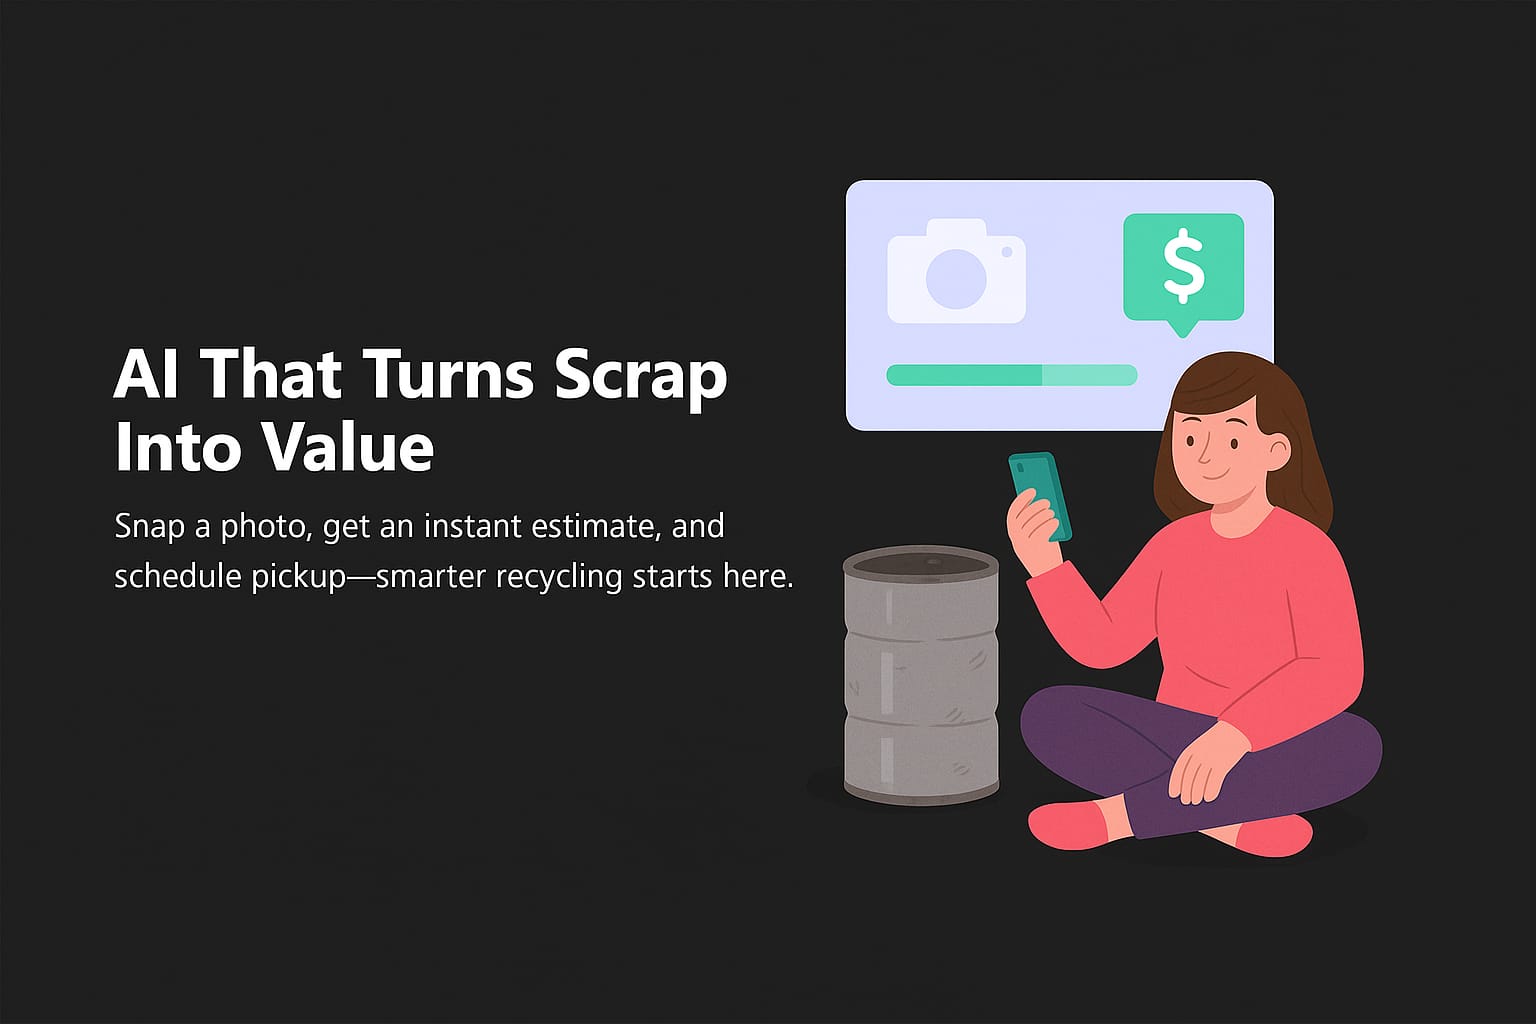 AI That Turns Scrap
Into Value
Snap a photo, get an instant estimate, and
schedule pickup—smarter recycling starts here.
$